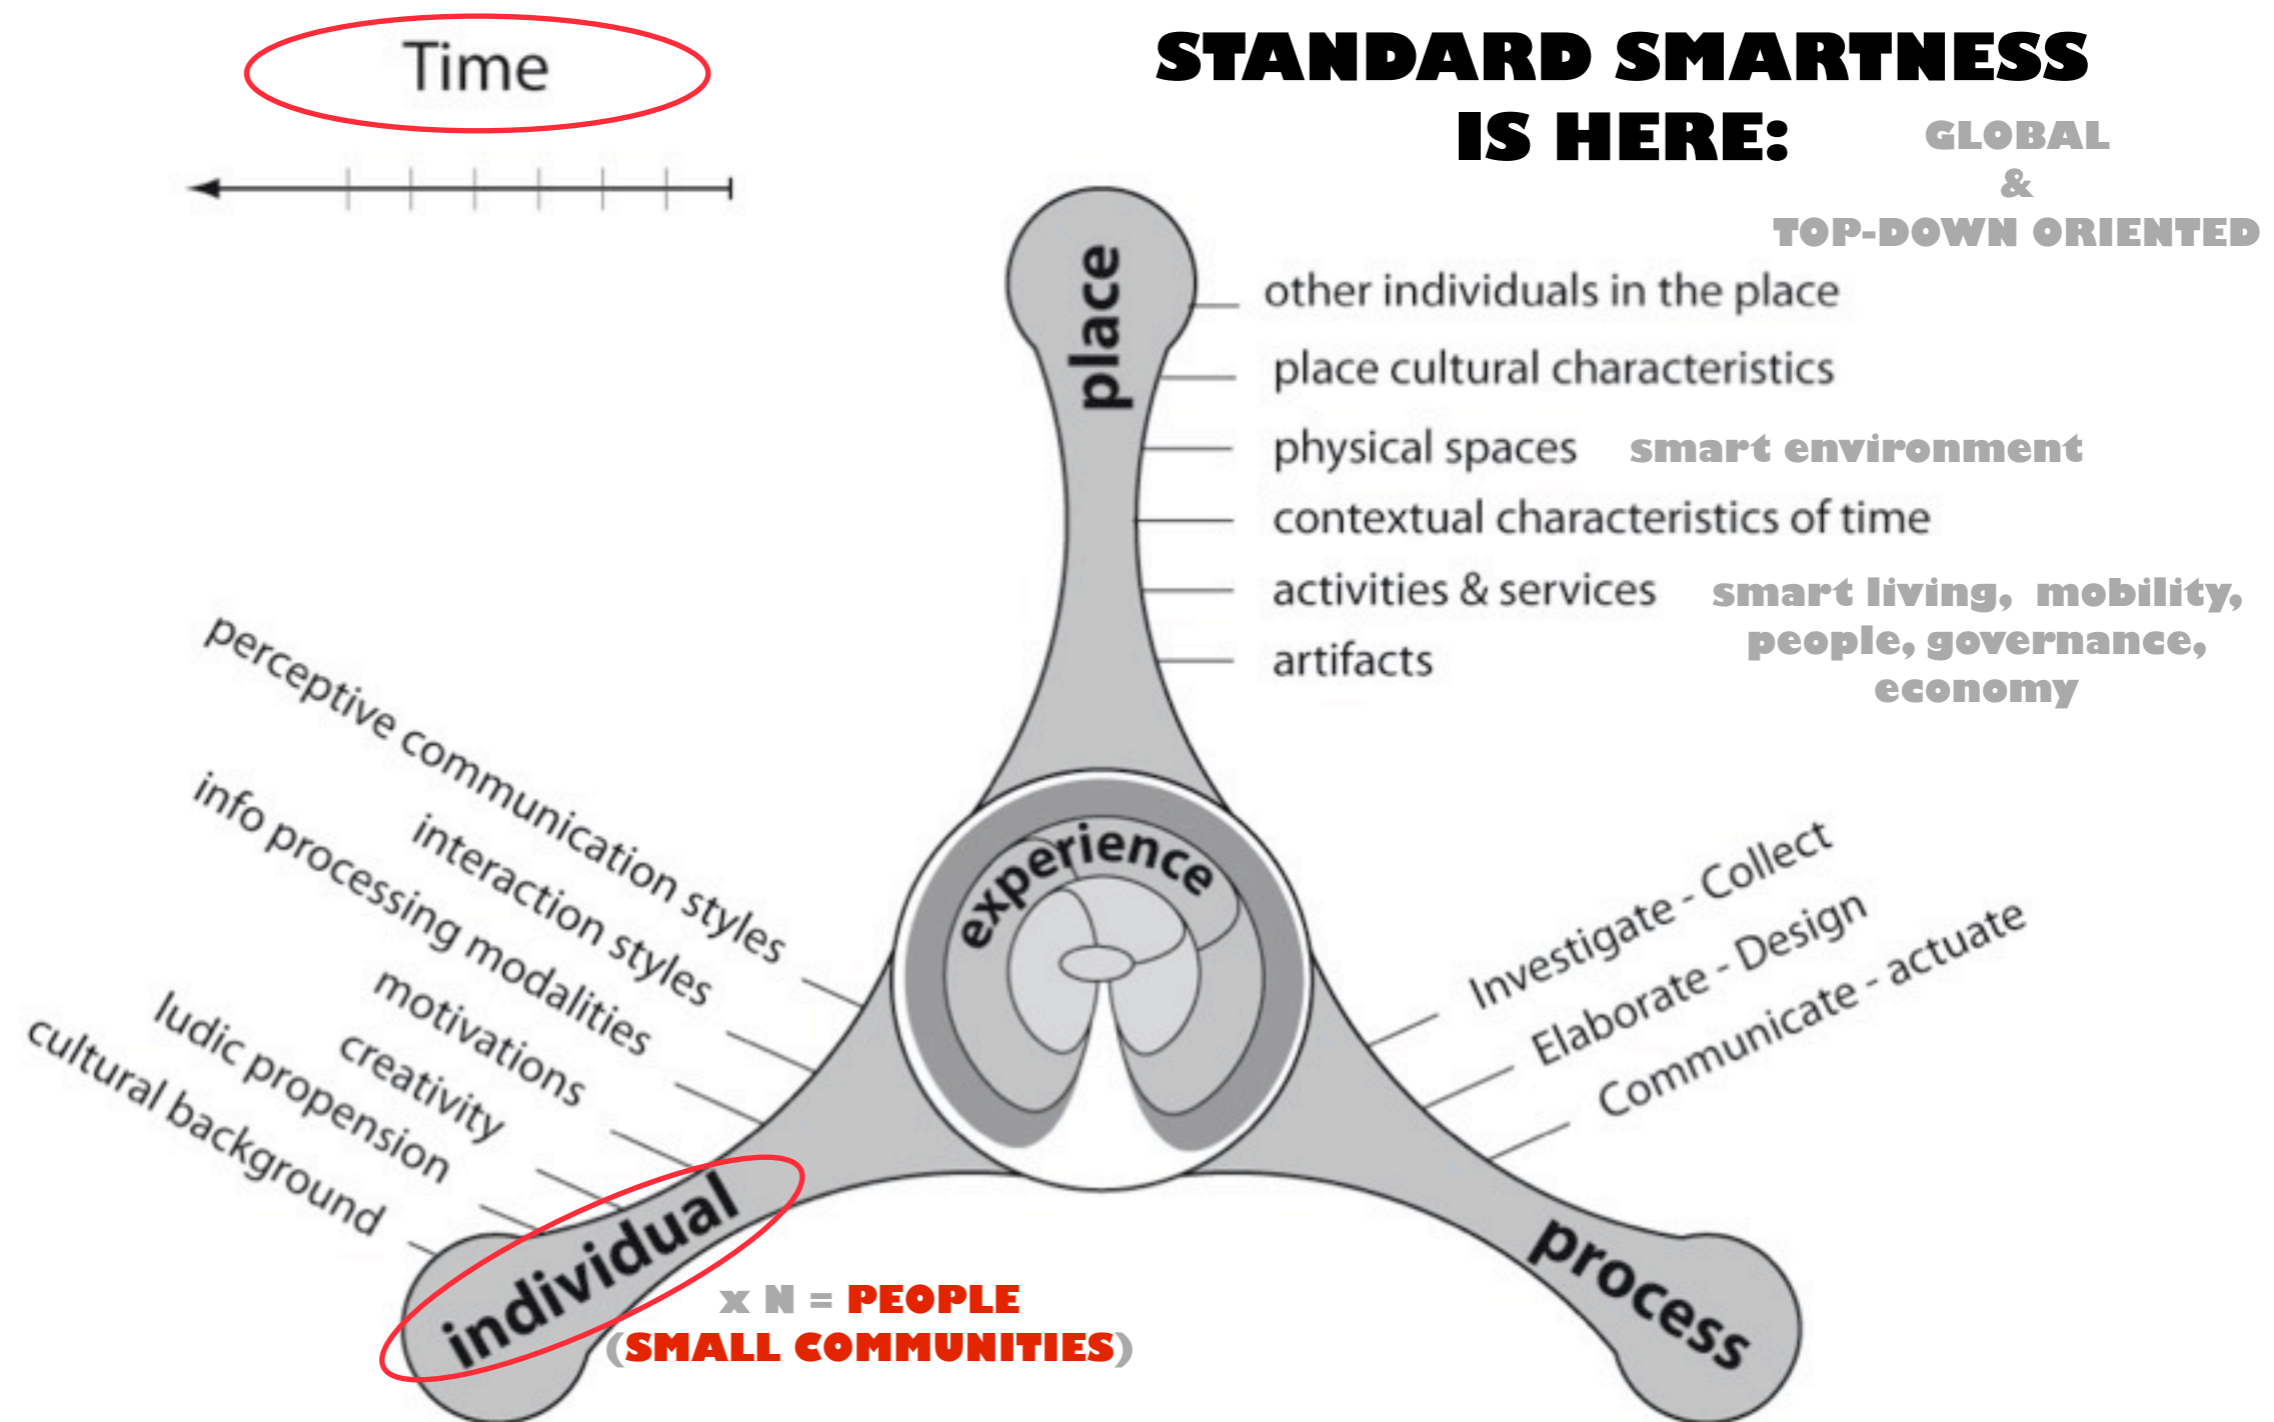 Time
STANDARD SMARTNESS
IS HERE:
GLOBAL
&
TOP-DOWN ORIENTED
place
other individuals in the place
place cultural characteristics
physical spaces
smart environment
contextual characteristics of time
activities & services
smart living, mobility,
people, governance,
economy
artifacts
experience
perceptive communication styles
interaction styles
info processing modalities
motivations
creativity
ludic propension
cultural background
individual
x N = PEOPLE
(SMALL COMMUNITIES)
Investigate - Collect
Elaborate - Design
Communicate - actuate
process